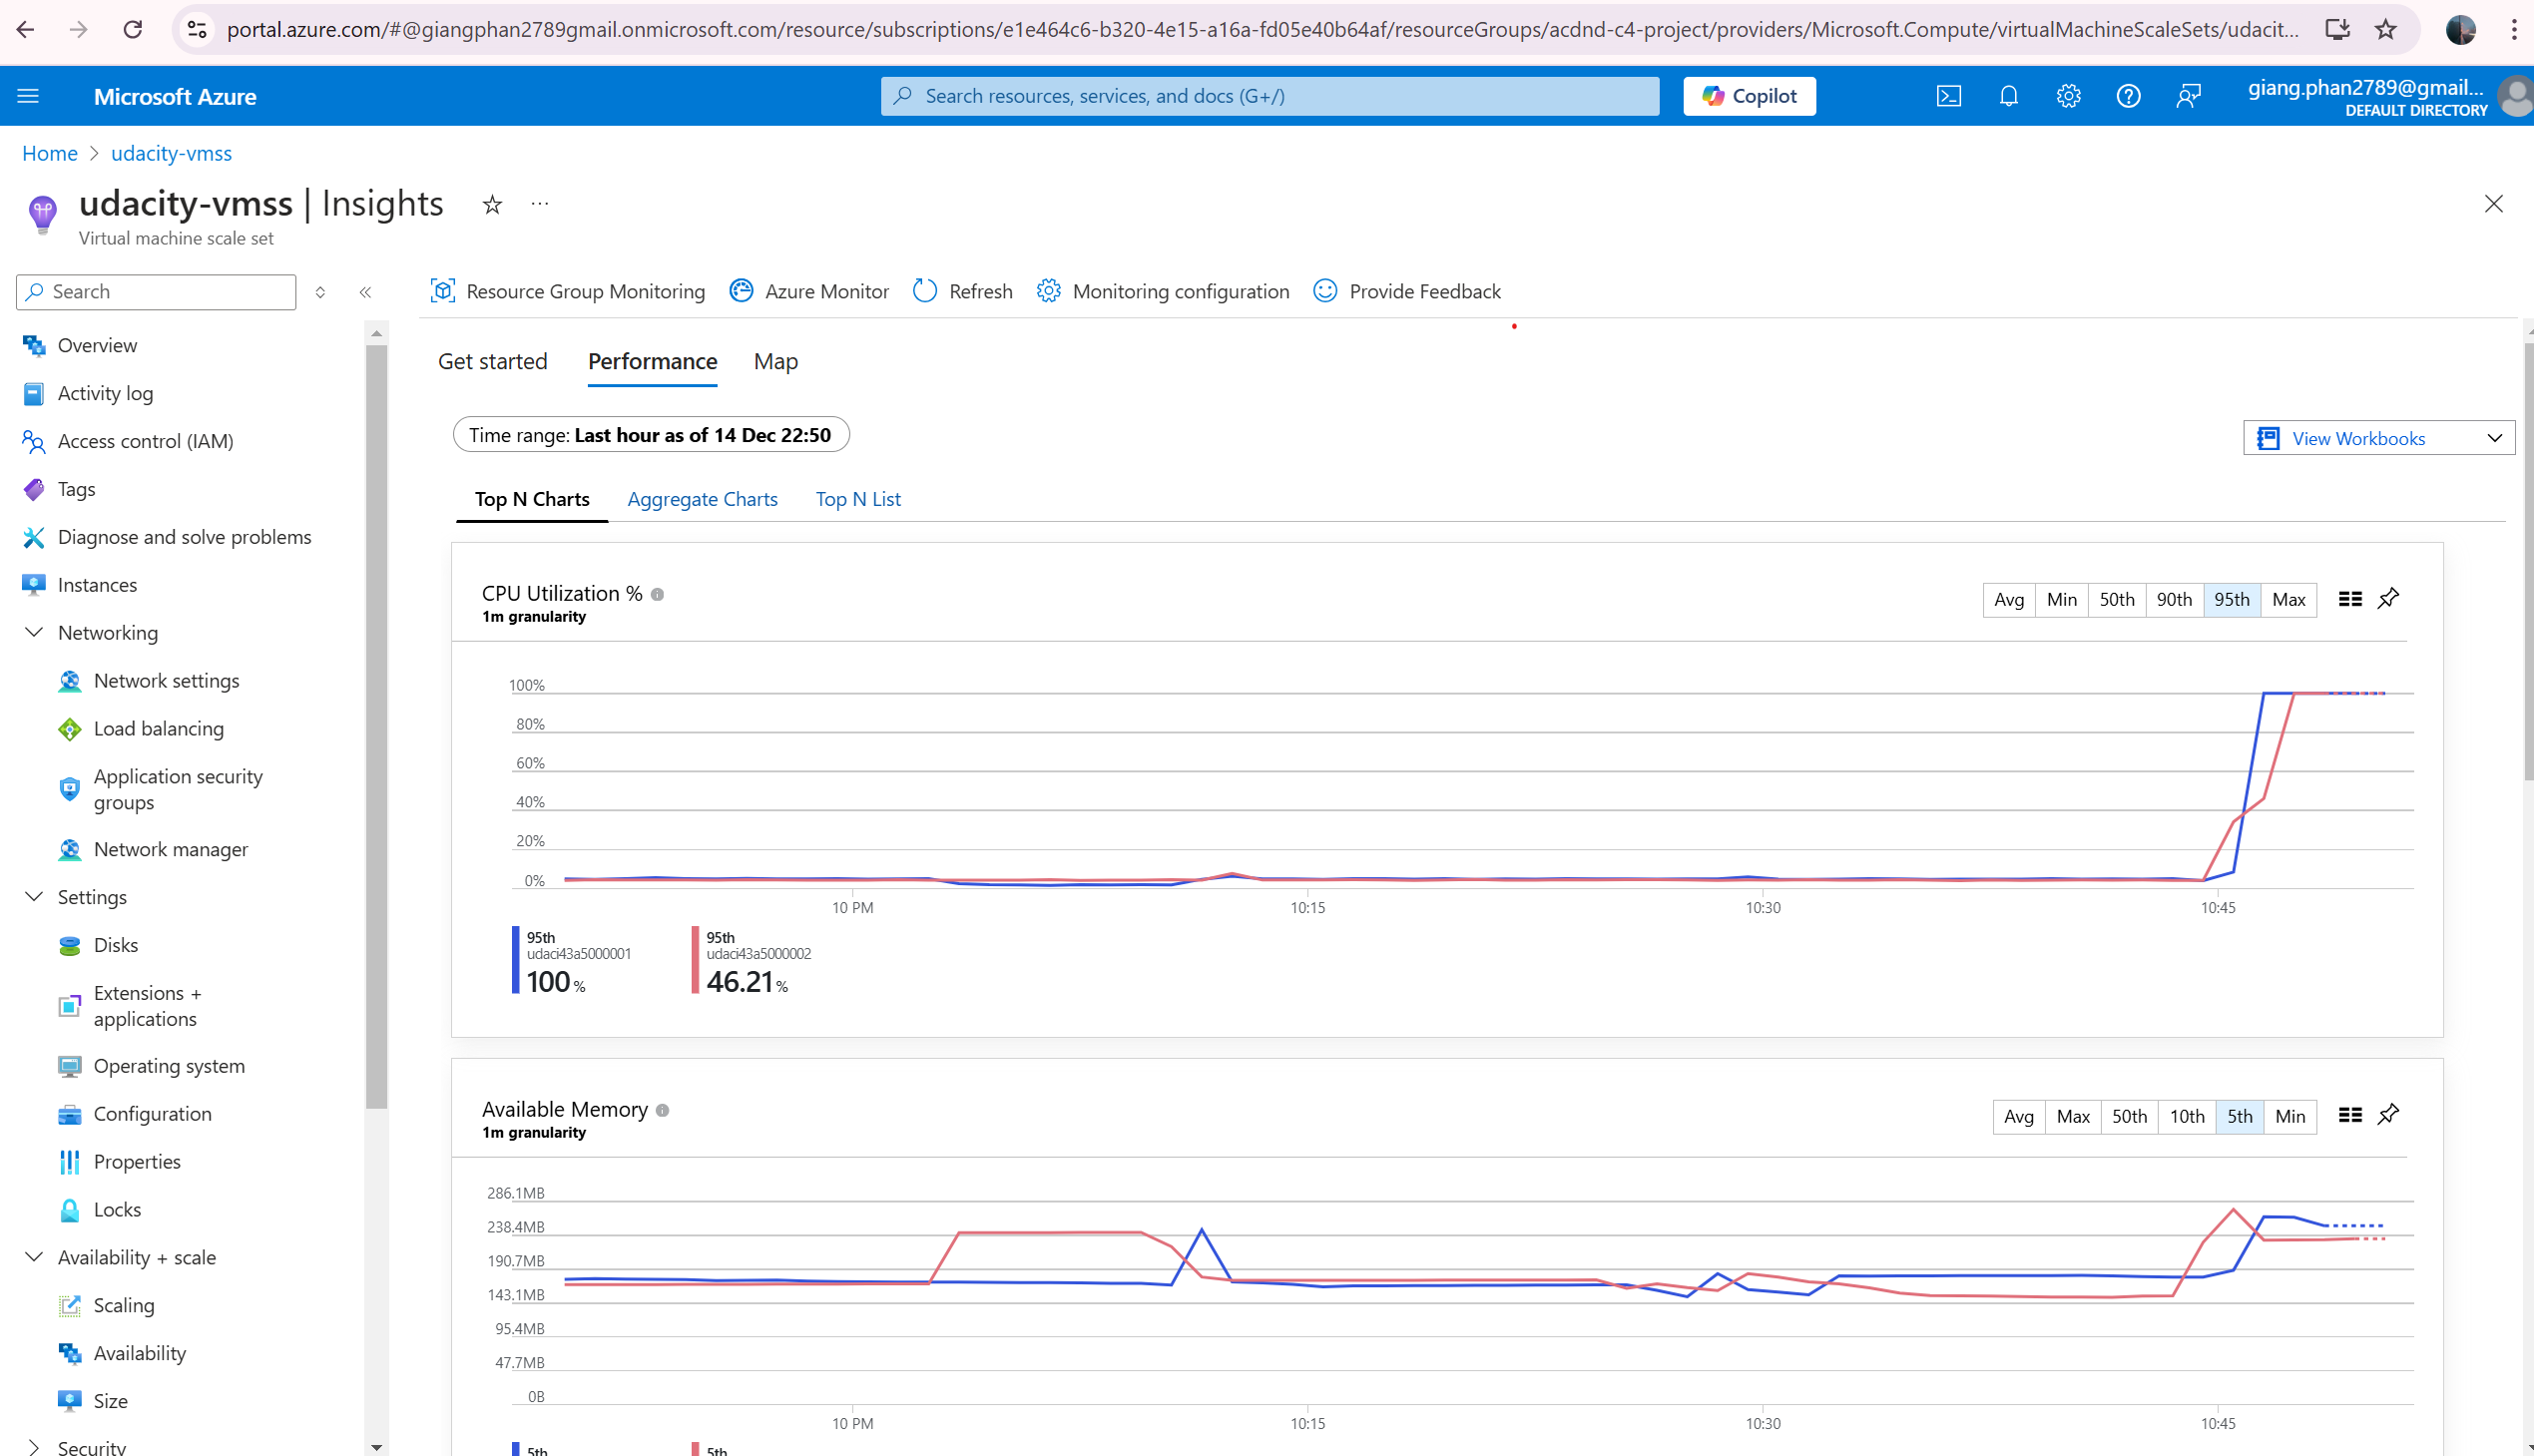 portal.azure.com/#@giangphan2789gmail.onmicrosoft.com/resource/subscriptions/e1e464c6-b320-4e15-a16a-fd05e40b64af/resourceGroups/acdnd-c4-project/providers/Microsoft.Compute/virtualMachineScaleSets/udacit...
Microsoft Azure
Search resources, services, and docs (G+/)
Copilot
giang.phan2789@gmail...
DEFAULT DIRECTORY
Home > udacity-vmss
udacity-vmss | Insights
Virtual machine scale set
Search
Resource Group Monitoring
Azure Monitor
Refresh
Monitoring configuration
Provide Feedback
Overview
Activity log
Access control (IAM)
Tags
Diagnose and solve problems
Instances
Networking
Network settings
Load balancing
Application security
groups
Network manager
Settings
Disks
Extensions +
applications
Operating system
Configuration
Properties
Locks
Availability + scale
Scaling
Availability
Size
Security
Get started
Performance
Map
Time range: Last hour as of 14 Dec 22:50
View Workbooks
Top N Charts
Aggregate Charts
Top N List
CPU Utilization %
1m granularity
Avg
Min
50th
90th
95th
Max
100%
80%
60%
40%
20%
0%
10 PM
10:15
10:30
10:45
95th
udaci43a5000001
100 %
95th
udaci43a5000002
46.21 %
Available Memory
1m granularity
Avg
Max
50th
10th
5th
Min
286.1MB
238.4MB
190.7MB
143.1MB
95.4MB
47.7MB
0B
10 PM
10:15
10:30
10:45
5th
5th